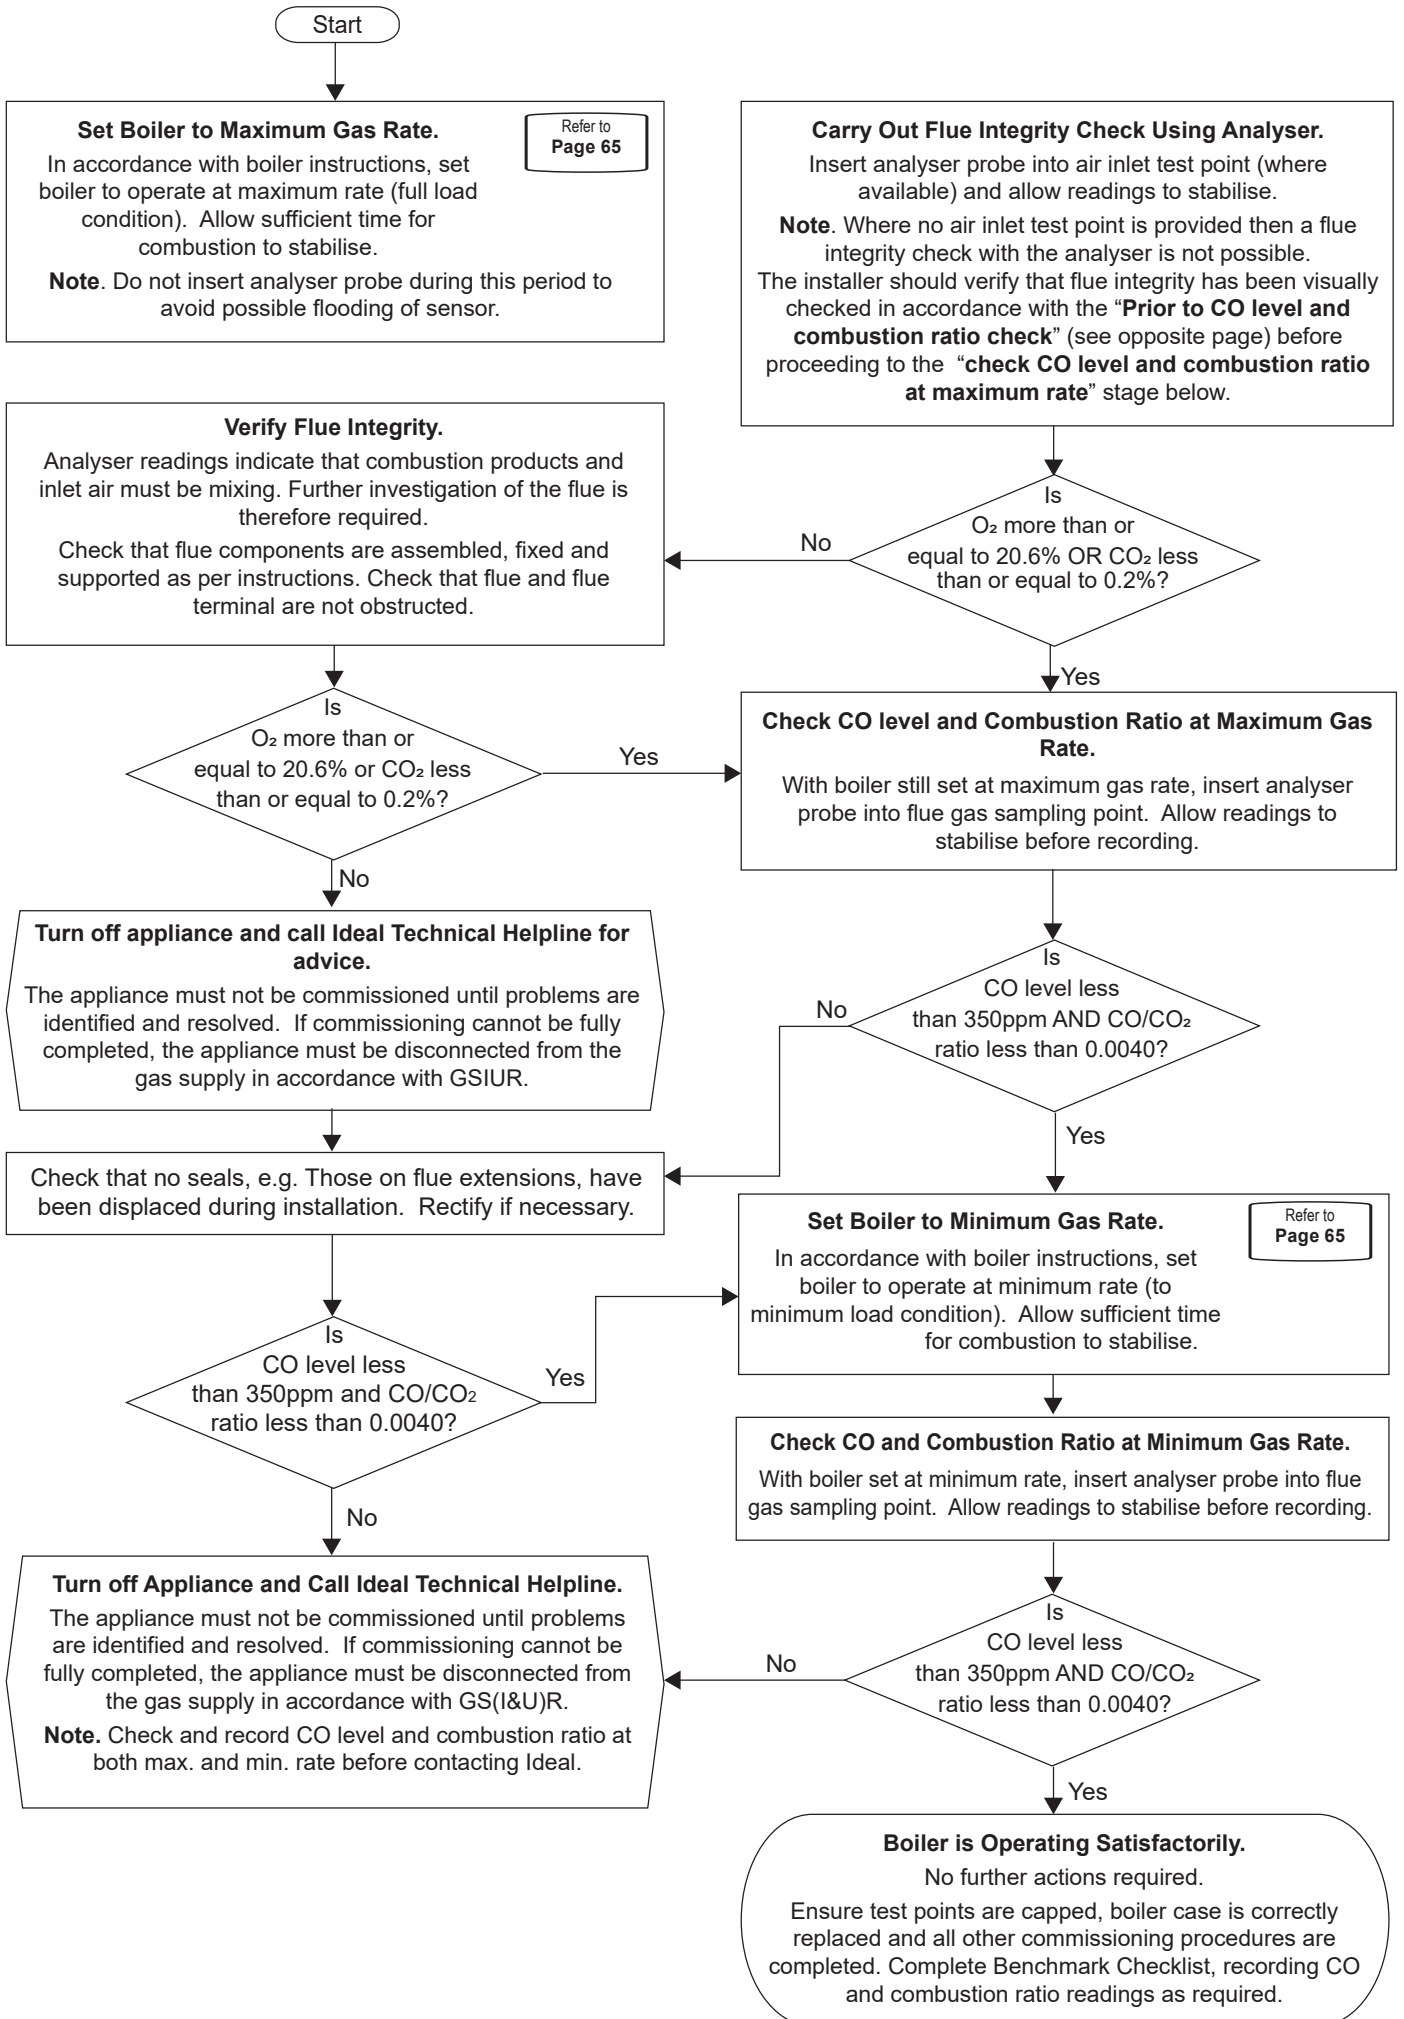 Start
Set Boiler to Maximum Gas Rate.
Refer to
Page 65
In accordance with boiler instructions, set
boiler to operate at maximum rate (full load
condition).  Allow sufficient time for
combustion to stabilise.
Note. Do not insert analyser probe during this period to
avoid possible flooding of sensor.
Carry Out Flue Integrity Check Using Analyser.
Insert analyser probe into air inlet test point (where
available) and allow readings to stabilise.
Note. Where no air inlet test point is provided then a flue
integrity check with the analyser is not possible.
The installer should verify that flue integrity has been visually
checked in accordance with the “Prior to CO level and
combustion ratio check” (see opposite page) before
proceeding to the  “check CO level and combustion ratio
at maximum rate” stage below.
Is
O₂ more than or
equal to 20.6% OR CO₂ less
than or equal to 0.2%?
No
Yes
Verify Flue Integrity.
Analyser readings indicate that combustion products and
inlet air must be mixing. Further investigation of the flue is
therefore required.
Check that flue components are assembled, fixed and
supported as per instructions. Check that flue and flue
terminal are not obstructed.
Is
O₂ more than or
equal to 20.6% or CO₂ less
than or equal to 0.2%?
Yes
No
Check CO level and Combustion Ratio at Maximum Gas
Rate.
With boiler still set at maximum gas rate, insert analyser
probe into flue gas sampling point.  Allow readings to
stabilise before recording.
Turn off appliance and call Ideal Technical Helpline for
advice.
The appliance must not be commissioned until problems are
identified and resolved.  If commissioning cannot be fully
completed, the appliance must be disconnected from the
gas supply in accordance with GSIUR.
Is
CO level less
than 350ppm AND CO/CO₂
ratio less than 0.0040?
No
Yes
Check that no seals, e.g. Those on flue extensions, have
been displaced during installation.  Rectify if necessary.
Set Boiler to Minimum Gas Rate.
Refer to
Page 65
In accordance with boiler instructions, set
boiler to operate at minimum rate (to
minimum load condition).  Allow sufficient time
for combustion to stabilise.
Is
CO level less
than 350ppm and CO/CO₂
ratio less than 0.0040?
Yes
No
Check CO and Combustion Ratio at Minimum Gas Rate.
With boiler set at minimum rate, insert analyser probe into flue
gas sampling point.  Allow readings to stabilise before recording.
Turn off Appliance and Call Ideal Technical Helpline.
The appliance must not be commissioned until problems
are identified and resolved.  If commissioning cannot be
fully completed, the appliance must be disconnected from
the gas supply in accordance with GS(I&U)R.
Note. Check and record CO level and combustion ratio at
both max. and min. rate before contacting Ideal.
Is
CO level less
than 350ppm AND CO/CO₂
ratio less than 0.0040?
No
Yes
Boiler is Operating Satisfactorily.
No further actions required.
Ensure test points are capped, boiler case is correctly
replaced and all other commissioning procedures are
completed. Complete Benchmark Checklist, recording CO
and combustion ratio readings as required.